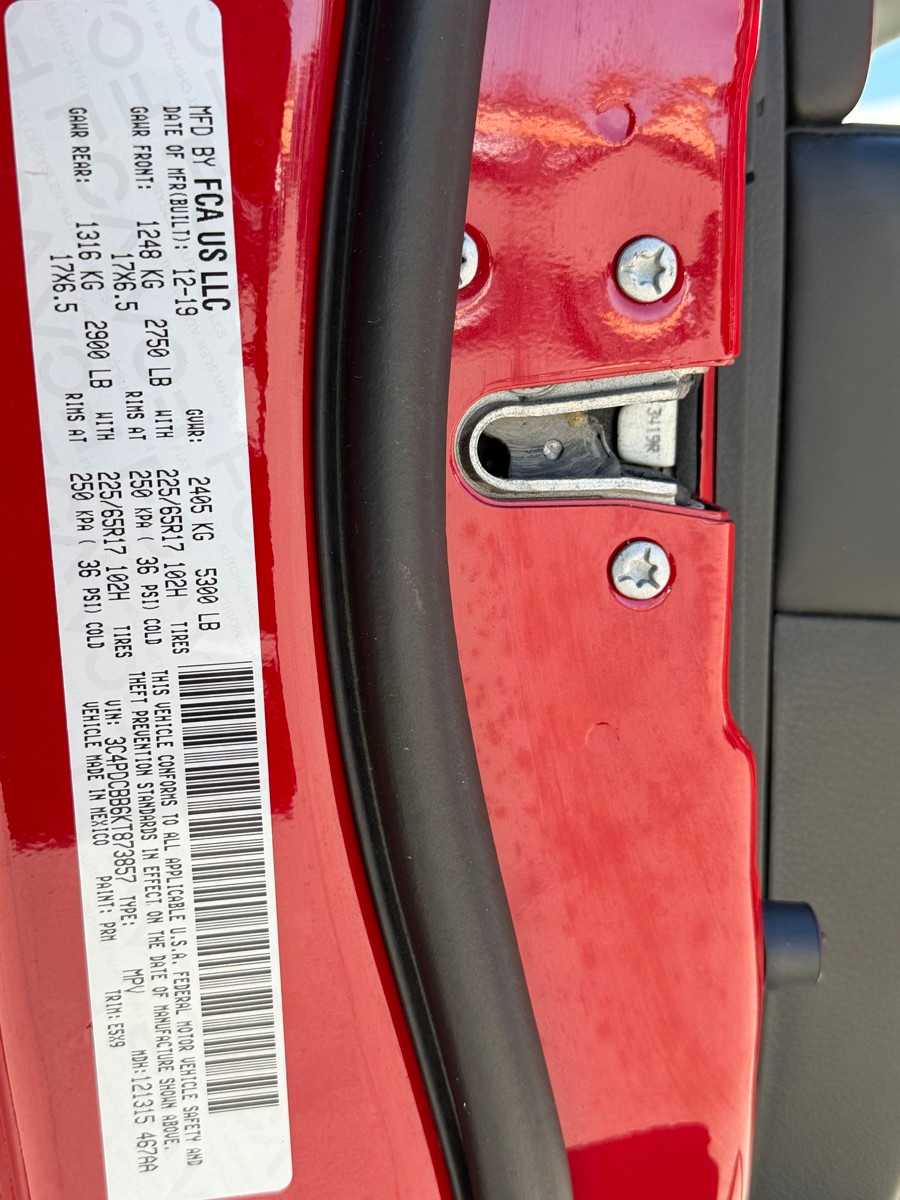 MFD BY FCA US LLC
DATE OF MFR(BUILT): 12-19 GVWR: 2405 KG 5300 LB
GAWR FRONT: 1248 KG 2750 LB WITH 225/65R17 102H TIRES
17X6.5 RIMS AT 250 KPA ( 36 PSI) COLD
GAWR REAR: 1316 KG 2900 LB WITH 225/65R17 102H TIRES
17X6.5 RIMS AT 250 KPA ( 36 PSI) COLD
THIS VEHICLE CONFORMS TO ALL APPLICABLE U.S.A. FEDERAL MOTOR VEHICLE SAFETY AND
THEFT PREVENTION STANDARDS IN EFFECT ON THE DATE OF MANUFACTURE SHOWN ABOVE.
VIN: 3C4PDCBB6KT873857 TYPE: MPV MDH:121315 467AA
VEHICLE MADE IN MEXICO PAINT: PRM TRIM: E5X9
3419R